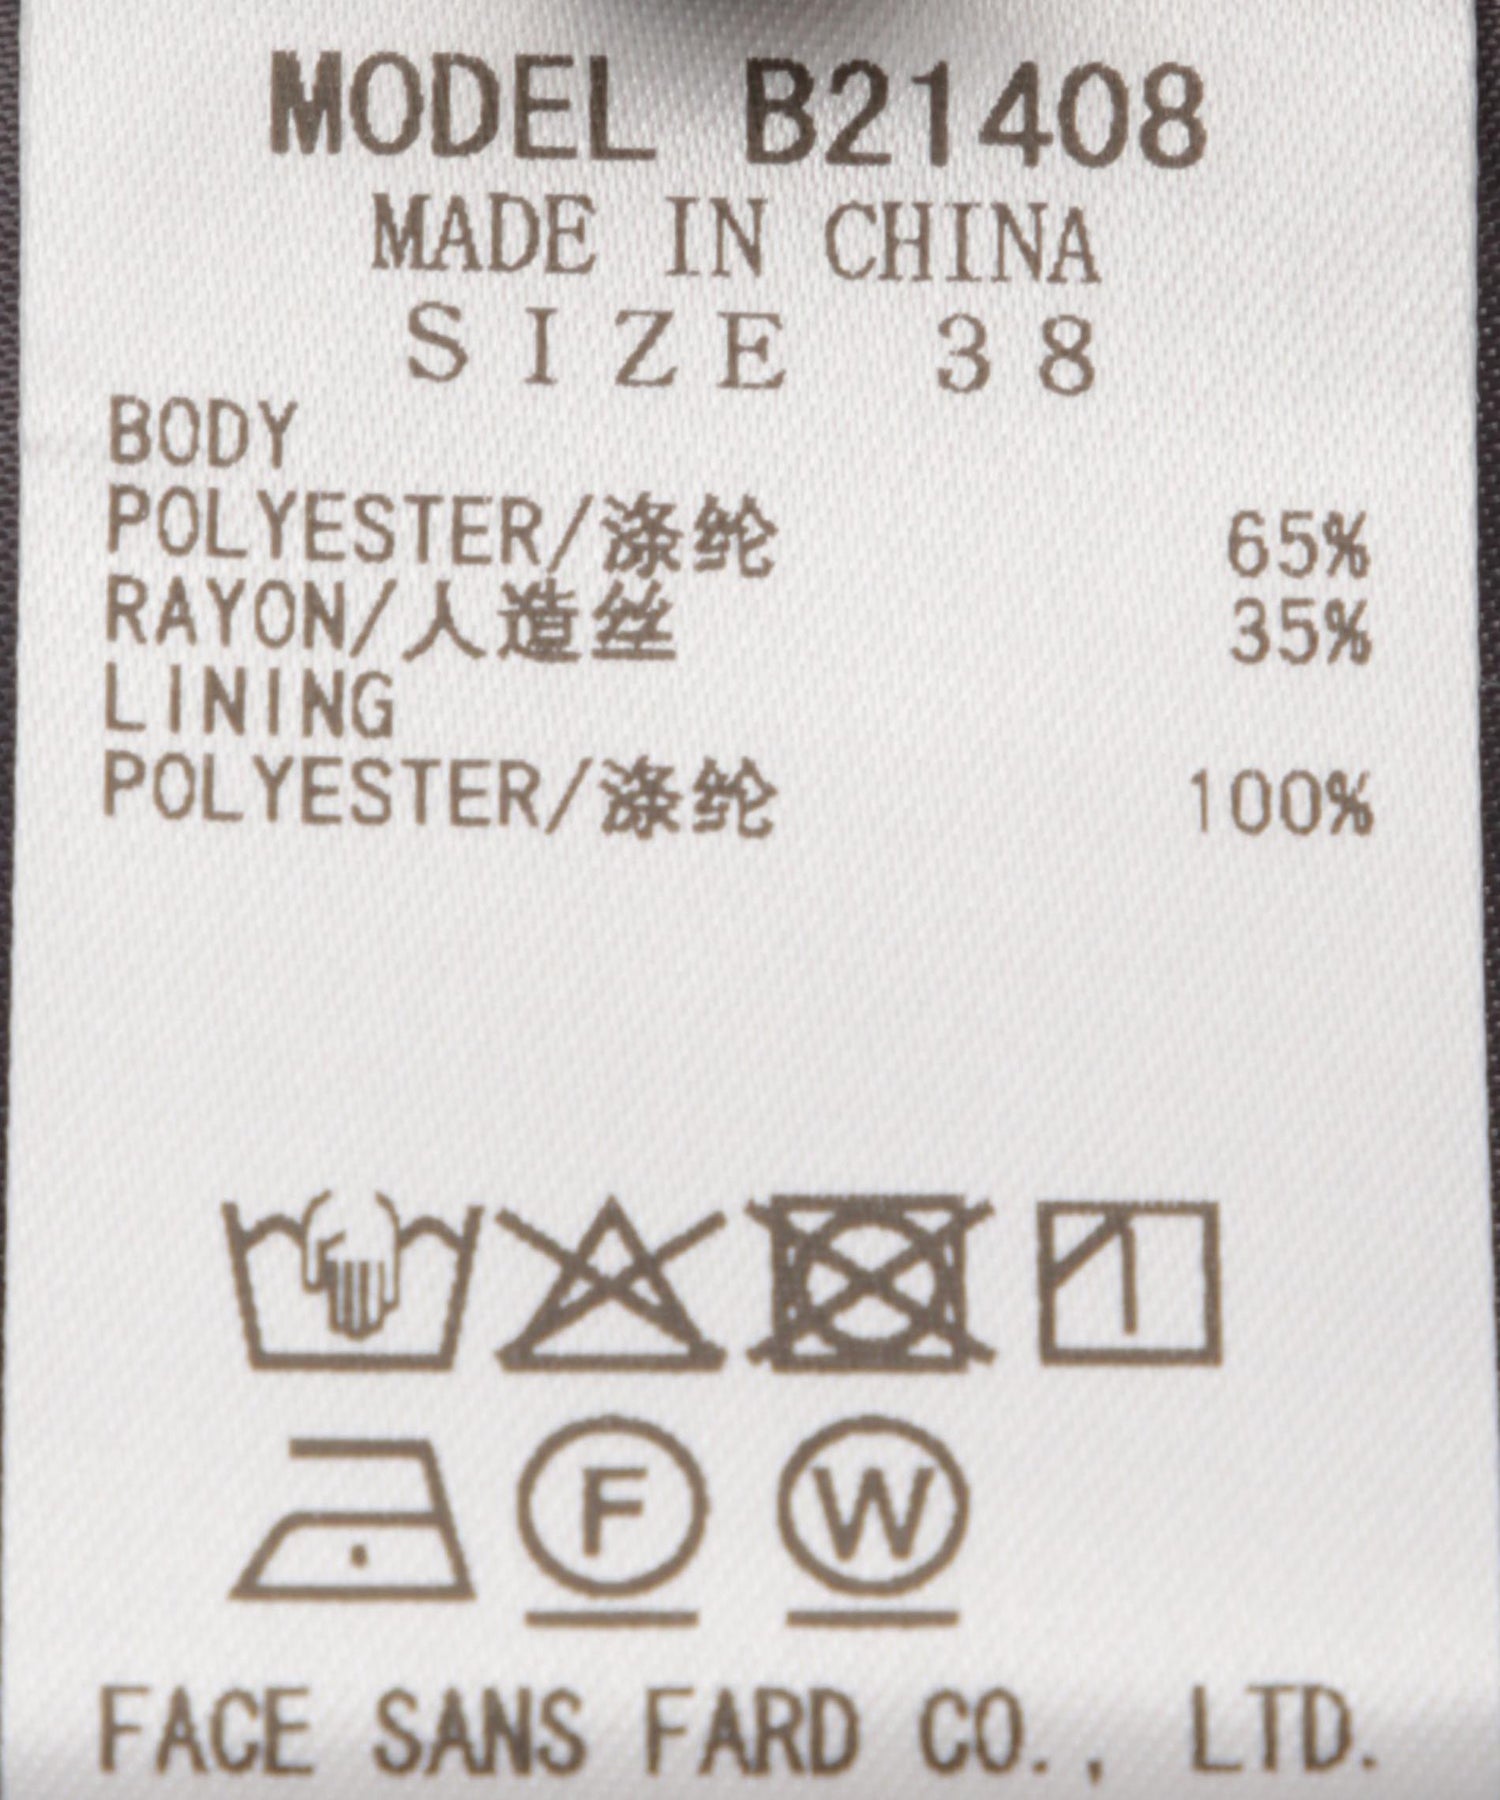 MODEL B21408
MADE IN CHINA
SIZE 38
BODY
POLYESTER/涤纶 65%
RAYON/人造丝 35%
LINING
POLYESTER/涤纶 100%
F W
FACE SANS FARD CO., LTD.